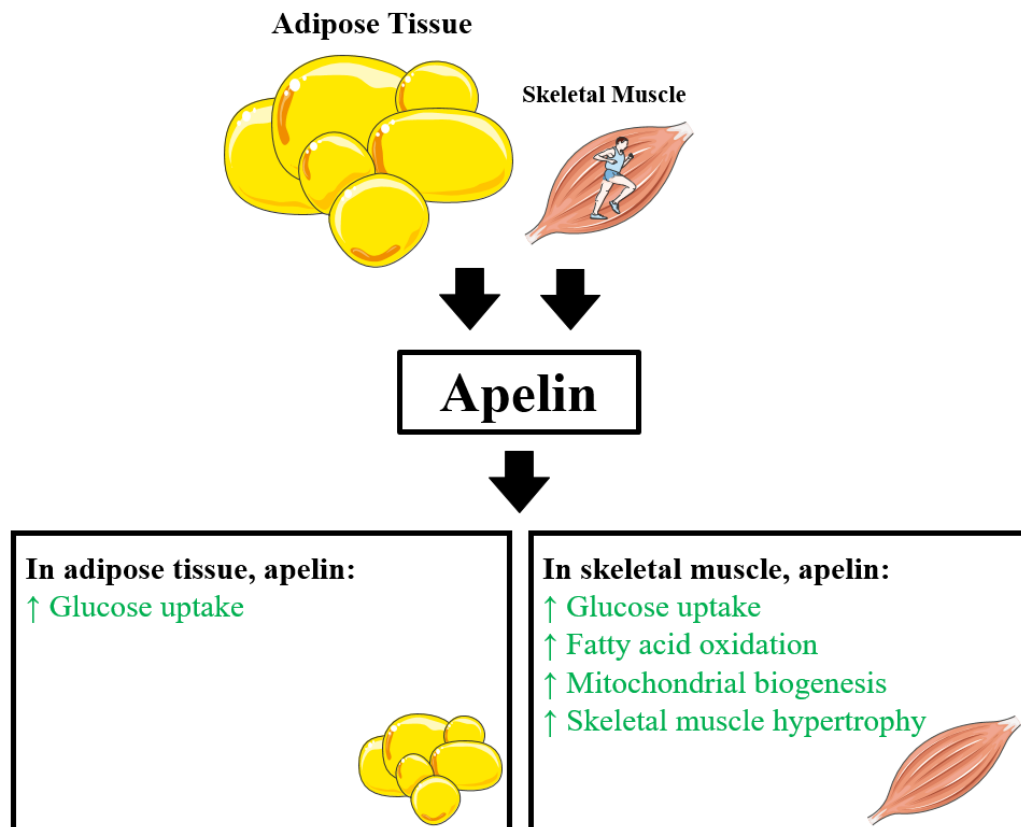 Adipose Tissue
Skeletal Muscle
Apelin
In adipose tissue, apelin:
↑ Glucose uptake
In skeletal muscle, apelin:
↑ Glucose uptake
↑ Fatty acid oxidation
↑ Mitochondrial biogenesis
↑ Skeletal muscle hypertrophy